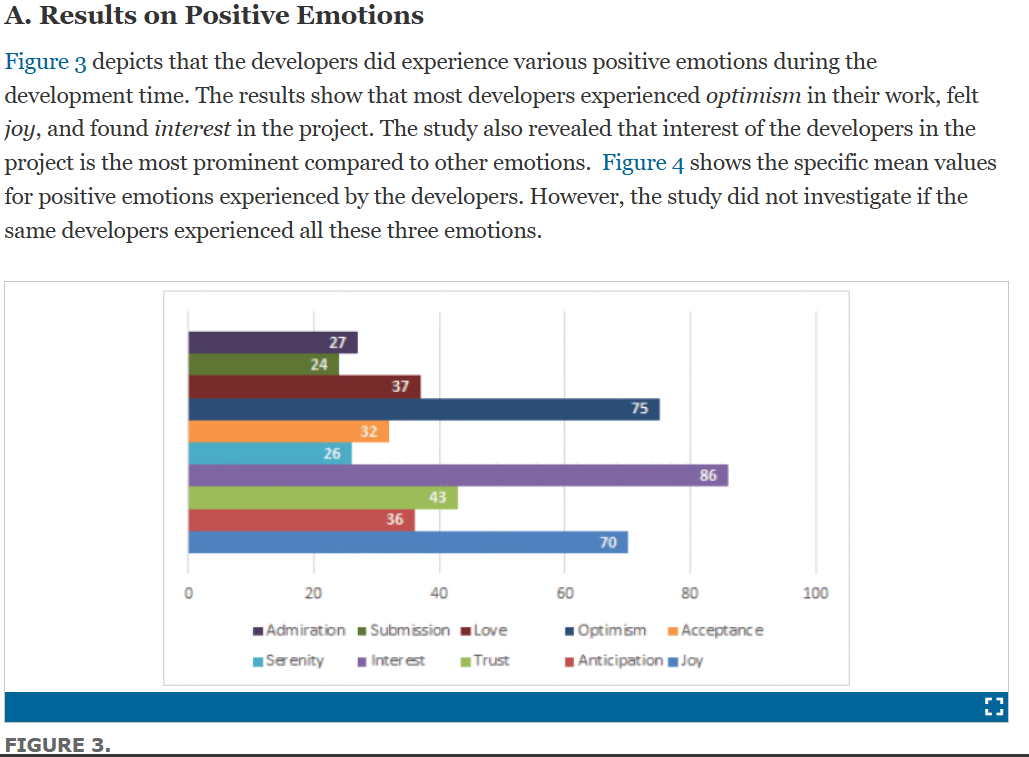 A. Results on Positive Emotions
Figure 3 depicts that the developers did experience various positive emotions during the
development time. The results show that most developers experienced optimism in their work, felt
joy, and found interest in the project. The study also revealed that interest of the developers in the
project is the most prominent compared to other emotions.  Figure 4 shows the specific mean values
for positive emotions experienced by the developers. However, the study did not investigate if the
same developers experienced all these three emotions.
27
24
37
75
32
26
86
43
36
70
0 20 40 60 80 100
Admiration Submission Love Optimism Acceptance
Serenity Interest Trust Anticipation Joy
FIGURE 3.